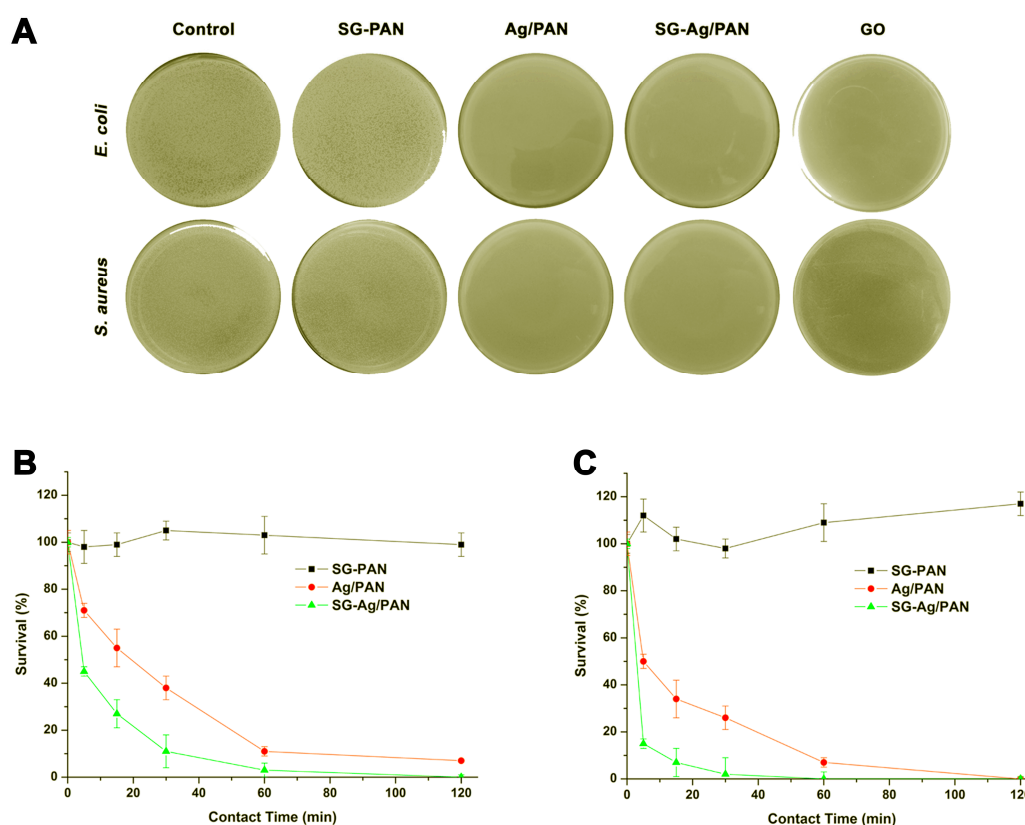 A
Control SG-PAN Ag/PAN SG-Ag/PAN GO
E. coli
S. aureus
B
Survival (%)
120
100
80
60
40
20
0
SG-PAN
Ag/PAN
SG-Ag/PAN
0 20 40 60 80 100 120
Contact Time (min)
C
Survival (%)
120
100
80
60
40
20
0
SG-PAN
Ag/PAN
SG-Ag/PAN
0 20 40 60 80 100 120
Contact Time (min)